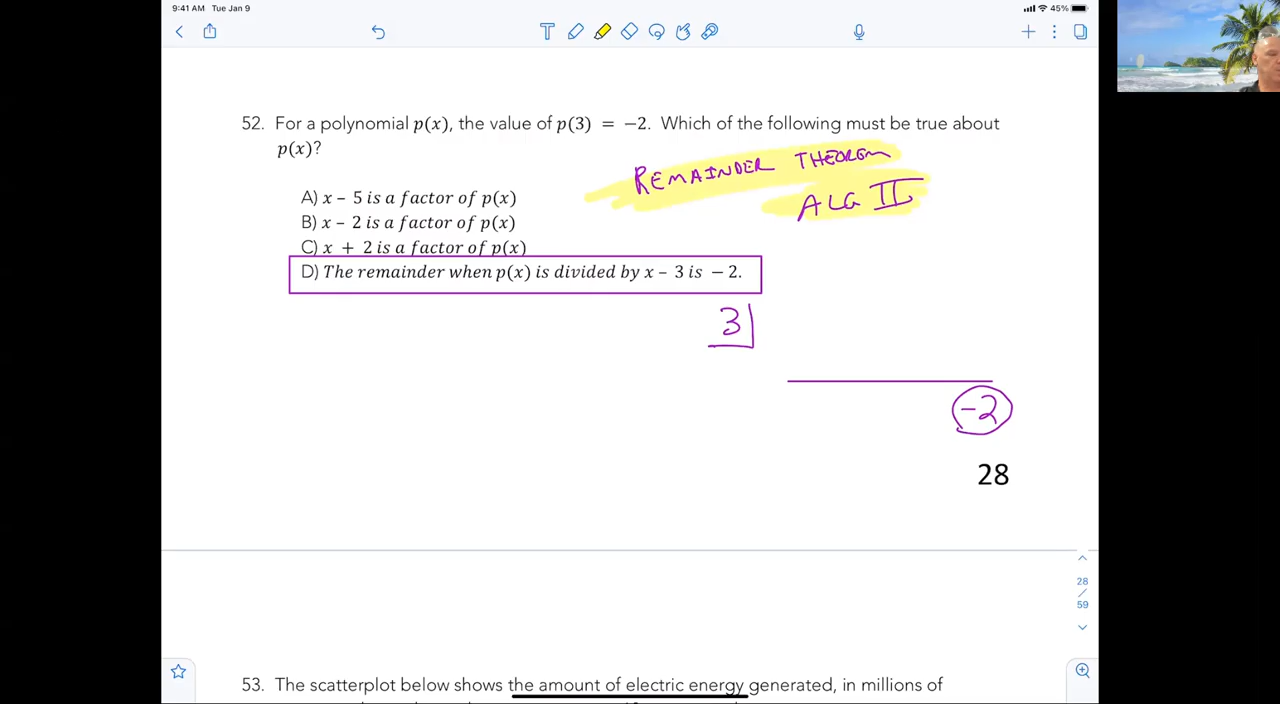 9:41 AM Tue Jan 9
45%
52. For a polynomial p(x), the value of p(3) = −2. Which of the following must be true about
p(x)?
REMAINDER THEOREM
ALG II
A) x – 5 is a factor of p(x)
B) x – 2 is a factor of p(x)
C) x + 2 is a factor of p(x)
D) The remainder when p(x) is divided by x – 3 is – 2.
3
-2
28
28
/
59
53. The scatterplot below shows the amount of electric energy generated, in millions of